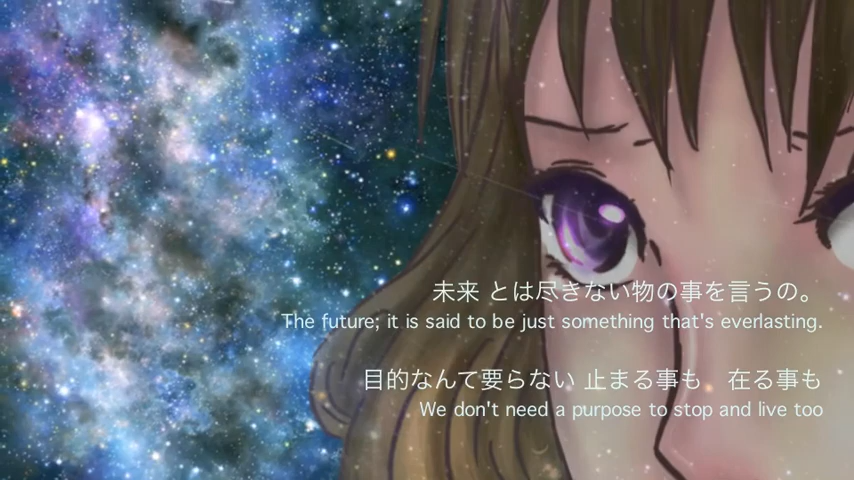 未来 とは尽きない物の事を言うの。
The future; it is said to be just something that's everlasting.
目的なんて要らない 止まる事も　在る事も
We don't need a purpose to stop and live too